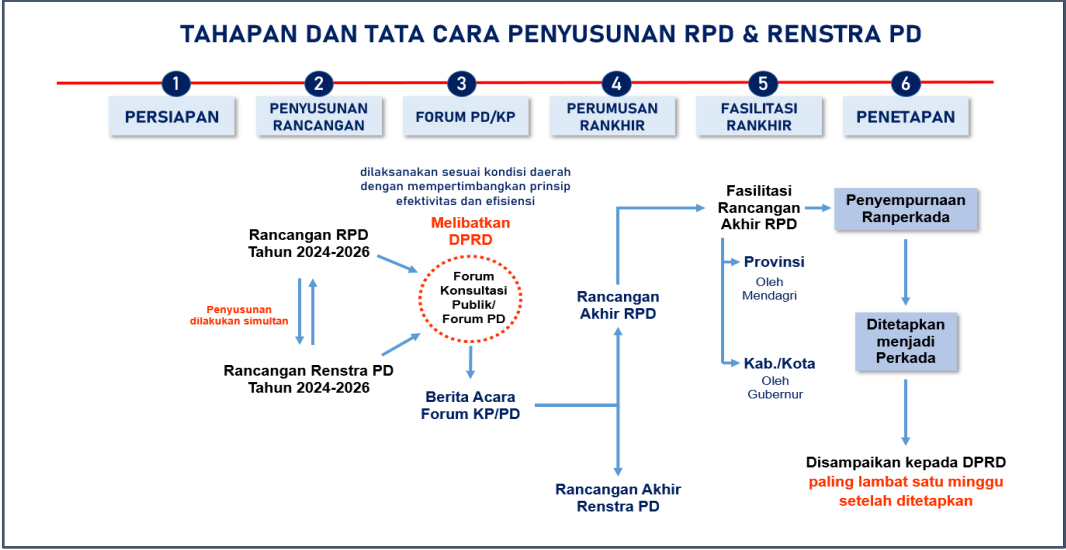 TAHAPAN DAN TATA CARA PENYUSUNAN RPD & RENSTRA PD
1
2
3
4
5
6
PERSIAPAN
PENYUSUNAN
RANCANGAN
FORUM PD/KP
PERUMUSAN
RANKHIR
FASILITASI
RANKHIR
PENETAPAN
dilaksanakan sesuai kondisi daerah
dengan mempertimbangkan prinsip
efektivitas dan efisiensi
Melibatkan
DPRD
Rancangan RPD
Tahun 2024-2026
Penyusunan
dilakukan simultan
Rancangan Renstra PD
Tahun 2024-2026
Forum
Konsultasi
Publik/
Forum PD
Berita Acara
Forum KP/PD
Rancangan
Akhir RPD
Rancangan Akhir
Renstra PD
Fasilitasi
Rancangan
Akhir RPD
Provinsi
Oleh
Mendagri
Kab./Kota
Oleh
Gubernur
Penyempurnaan
Ranperkada
Ditetapkan
menjadi
Perkada
Disampaikan kepada DPRD
paling lambat satu minggu
setelah ditetapkan